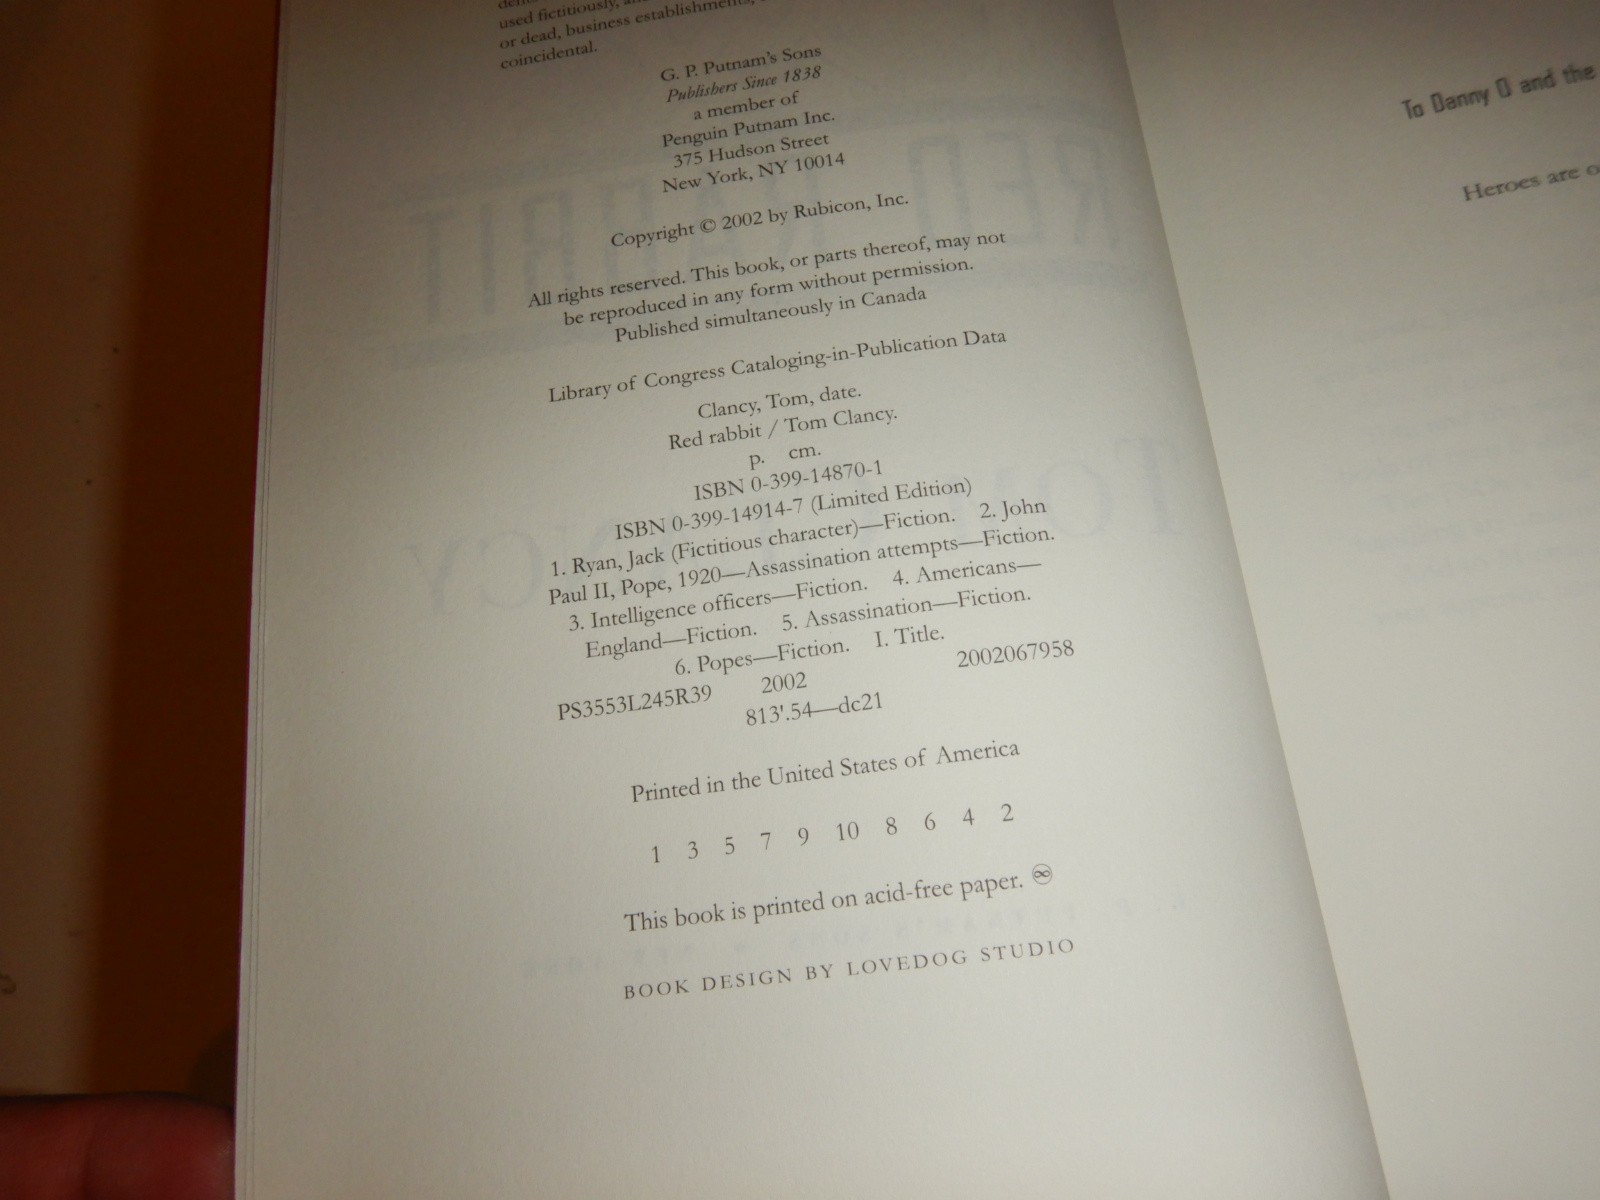 used fictitiously, and
or dead, business establishments,
coincidental.
G. P. Putnam's Sons
Publishers Since 1838
a member of
Penguin Putnam Inc.
375 Hudson Street
New York, NY 10014
Copyright © 2002 by Rubicon, Inc.
All rights reserved. This book, or parts thereof, may not
be reproduced in any form without permission.
Published simultaneously in Canada
Library of Congress Cataloging-in-Publication Data
Clancy, Tom, date.
Red rabbit / Tom Clancy.
p. cm.
ISBN 0-399-14870-1
ISBN 0-399-14914-7 (Limited Edition)
1. Ryan, Jack (Fictitious character)—Fiction. 2. John
Paul II, Pope, 1920—Assassination attempts—Fiction.
3. Intelligence officers—Fiction. 4. Americans—
England—Fiction. 5. Assassination—Fiction.
6. Popes—Fiction. I. Title.
PS3553L245R39 2002 2002067958
813'.54—dc21
Printed in the United States of America
1 3 5 7 9 10 8 6 4 2
This book is printed on acid-free paper. ♾
BOOK DESIGN BY LOVEDOG STUDIO
To Danny O and the
Heroes are